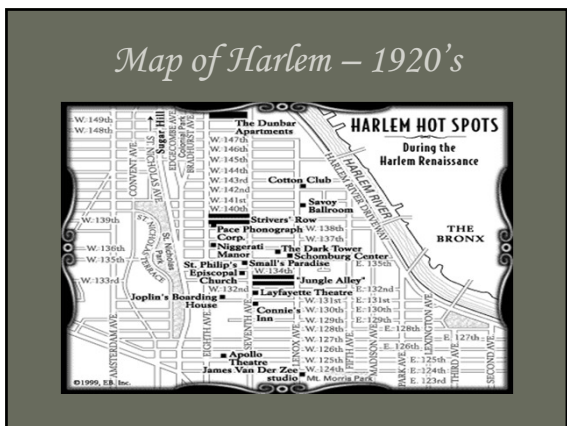 Map of Harlem – 1920's
HARLEM HOT SPOTS
During the
Harlem Renaissance
W. 149th
W. 148th
Sugar Hill
CONVENT AVE
ST. NICHOLAS AVE
EDGECOMBE AVE
Colonial Park
BRADHURST AVE
The Dunbar
Apartments
W. 147th
W. 146th
W. 145th
W. 144th
W. 143rd
W. 142nd
W. 141st
W. 140th
Cotton Club
Savoy
Ballroom
HARLEM RIVER
HARLEM RIVER DRIVEWAY
THE
BRONX
W. 139th
Strivers' Row
Pace Phonograph
Corp.
W. 138th
W. 137th
Niggerati
Manor
The Dark Tower
Schomburg Center
W. 136th
W. 135th
E. 135th
ST. NICHOLAS TERRACE
St. Nicholas Park
St. Philip's
Episcopal
Church
Small's Paradise
W. 134th
"Jungle Alley"
W. 133rd
W. 132nd
E. 132nd
Layfayette Theatre
Joplin's Boarding
House
W. 131st
E. 131st
W. 130th
E. 130th
Connie's
Inn
W. 129th
E. 129th
W. 128th
E. 128th
W. 127th
E. 127th
W. 126th
E. 126th
W. 125th
E. 125th
W. 124th
E. 124th
E. 123rd
AMSTERDAM AVE
EIGHTH AVE
SEVENTH AVE
LENOX AVE
FIFTH AVE
MADISON AVE
PARK AVE
LEXINGTON AVE
THIRD AVE
SECOND AVE
Apollo
Theatre
James Van Der Zee
studio
Mt. Morris Park
©1999, EB, Inc.